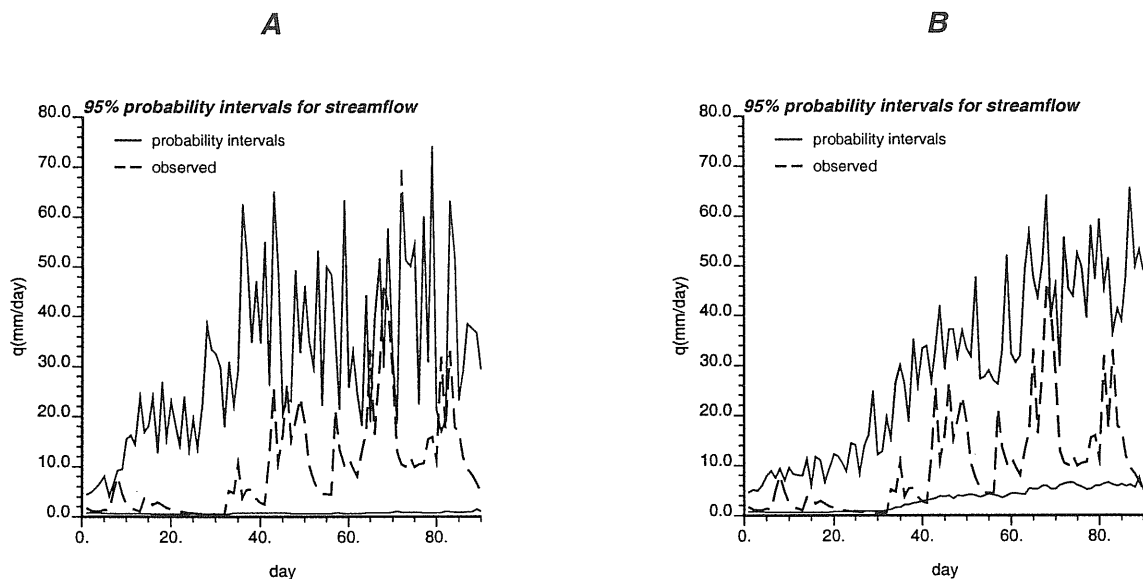 A
95% probability intervals for streamflow
80.0
70.0
60.0
50.0
40.0
30.0
20.0
10.0
0.0
q(mm/day)
probability intervals
observed
0.
20.
40.
60.
80.
day
B
95% probability intervals for streamflow
80.0
70.0
60.0
50.0
40.0
30.0
20.0
10.0
0.0
q(mm/day)
probability intervals
observed
0.
20.
40.
60.
80.
day